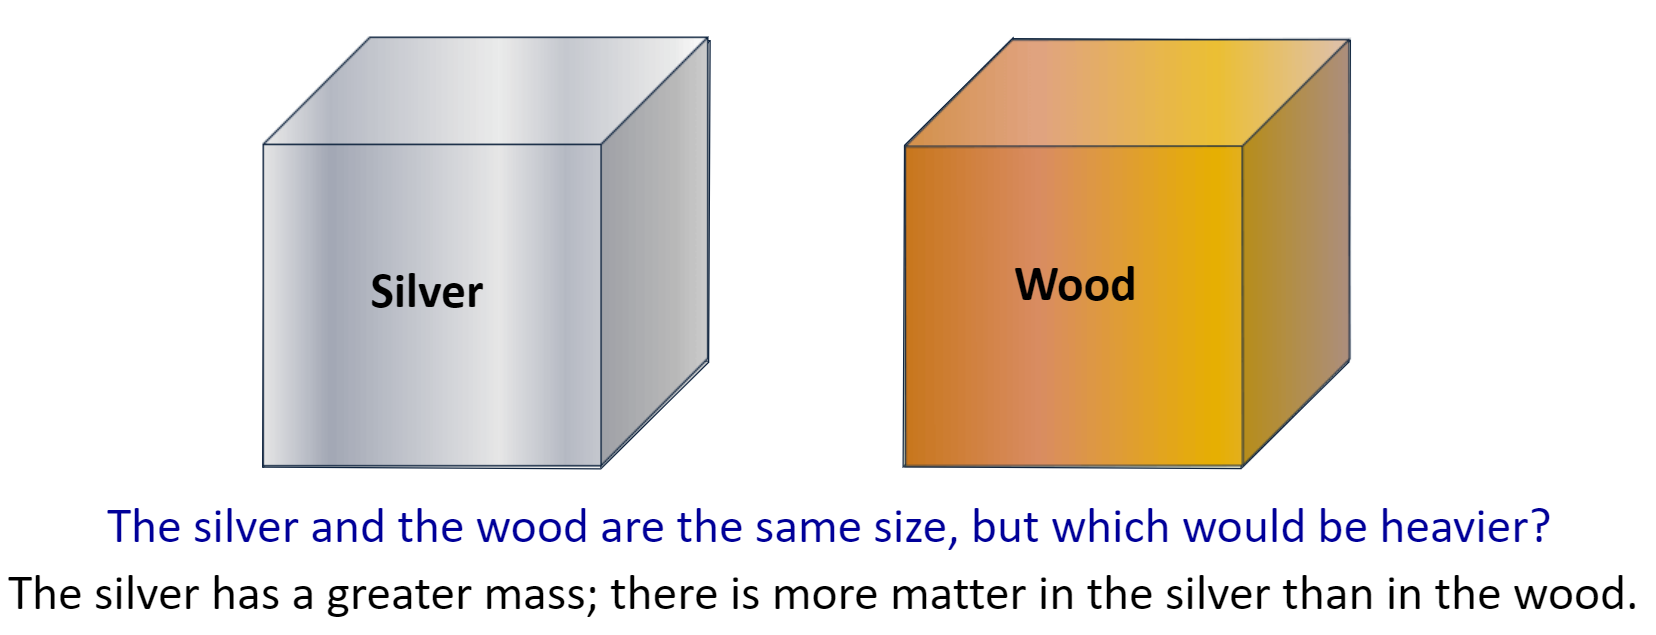 Silver
Wood
The silver and the wood are the same size, but which would be heavier?
The silver has a greater mass; there is more matter in the silver than in the wood.